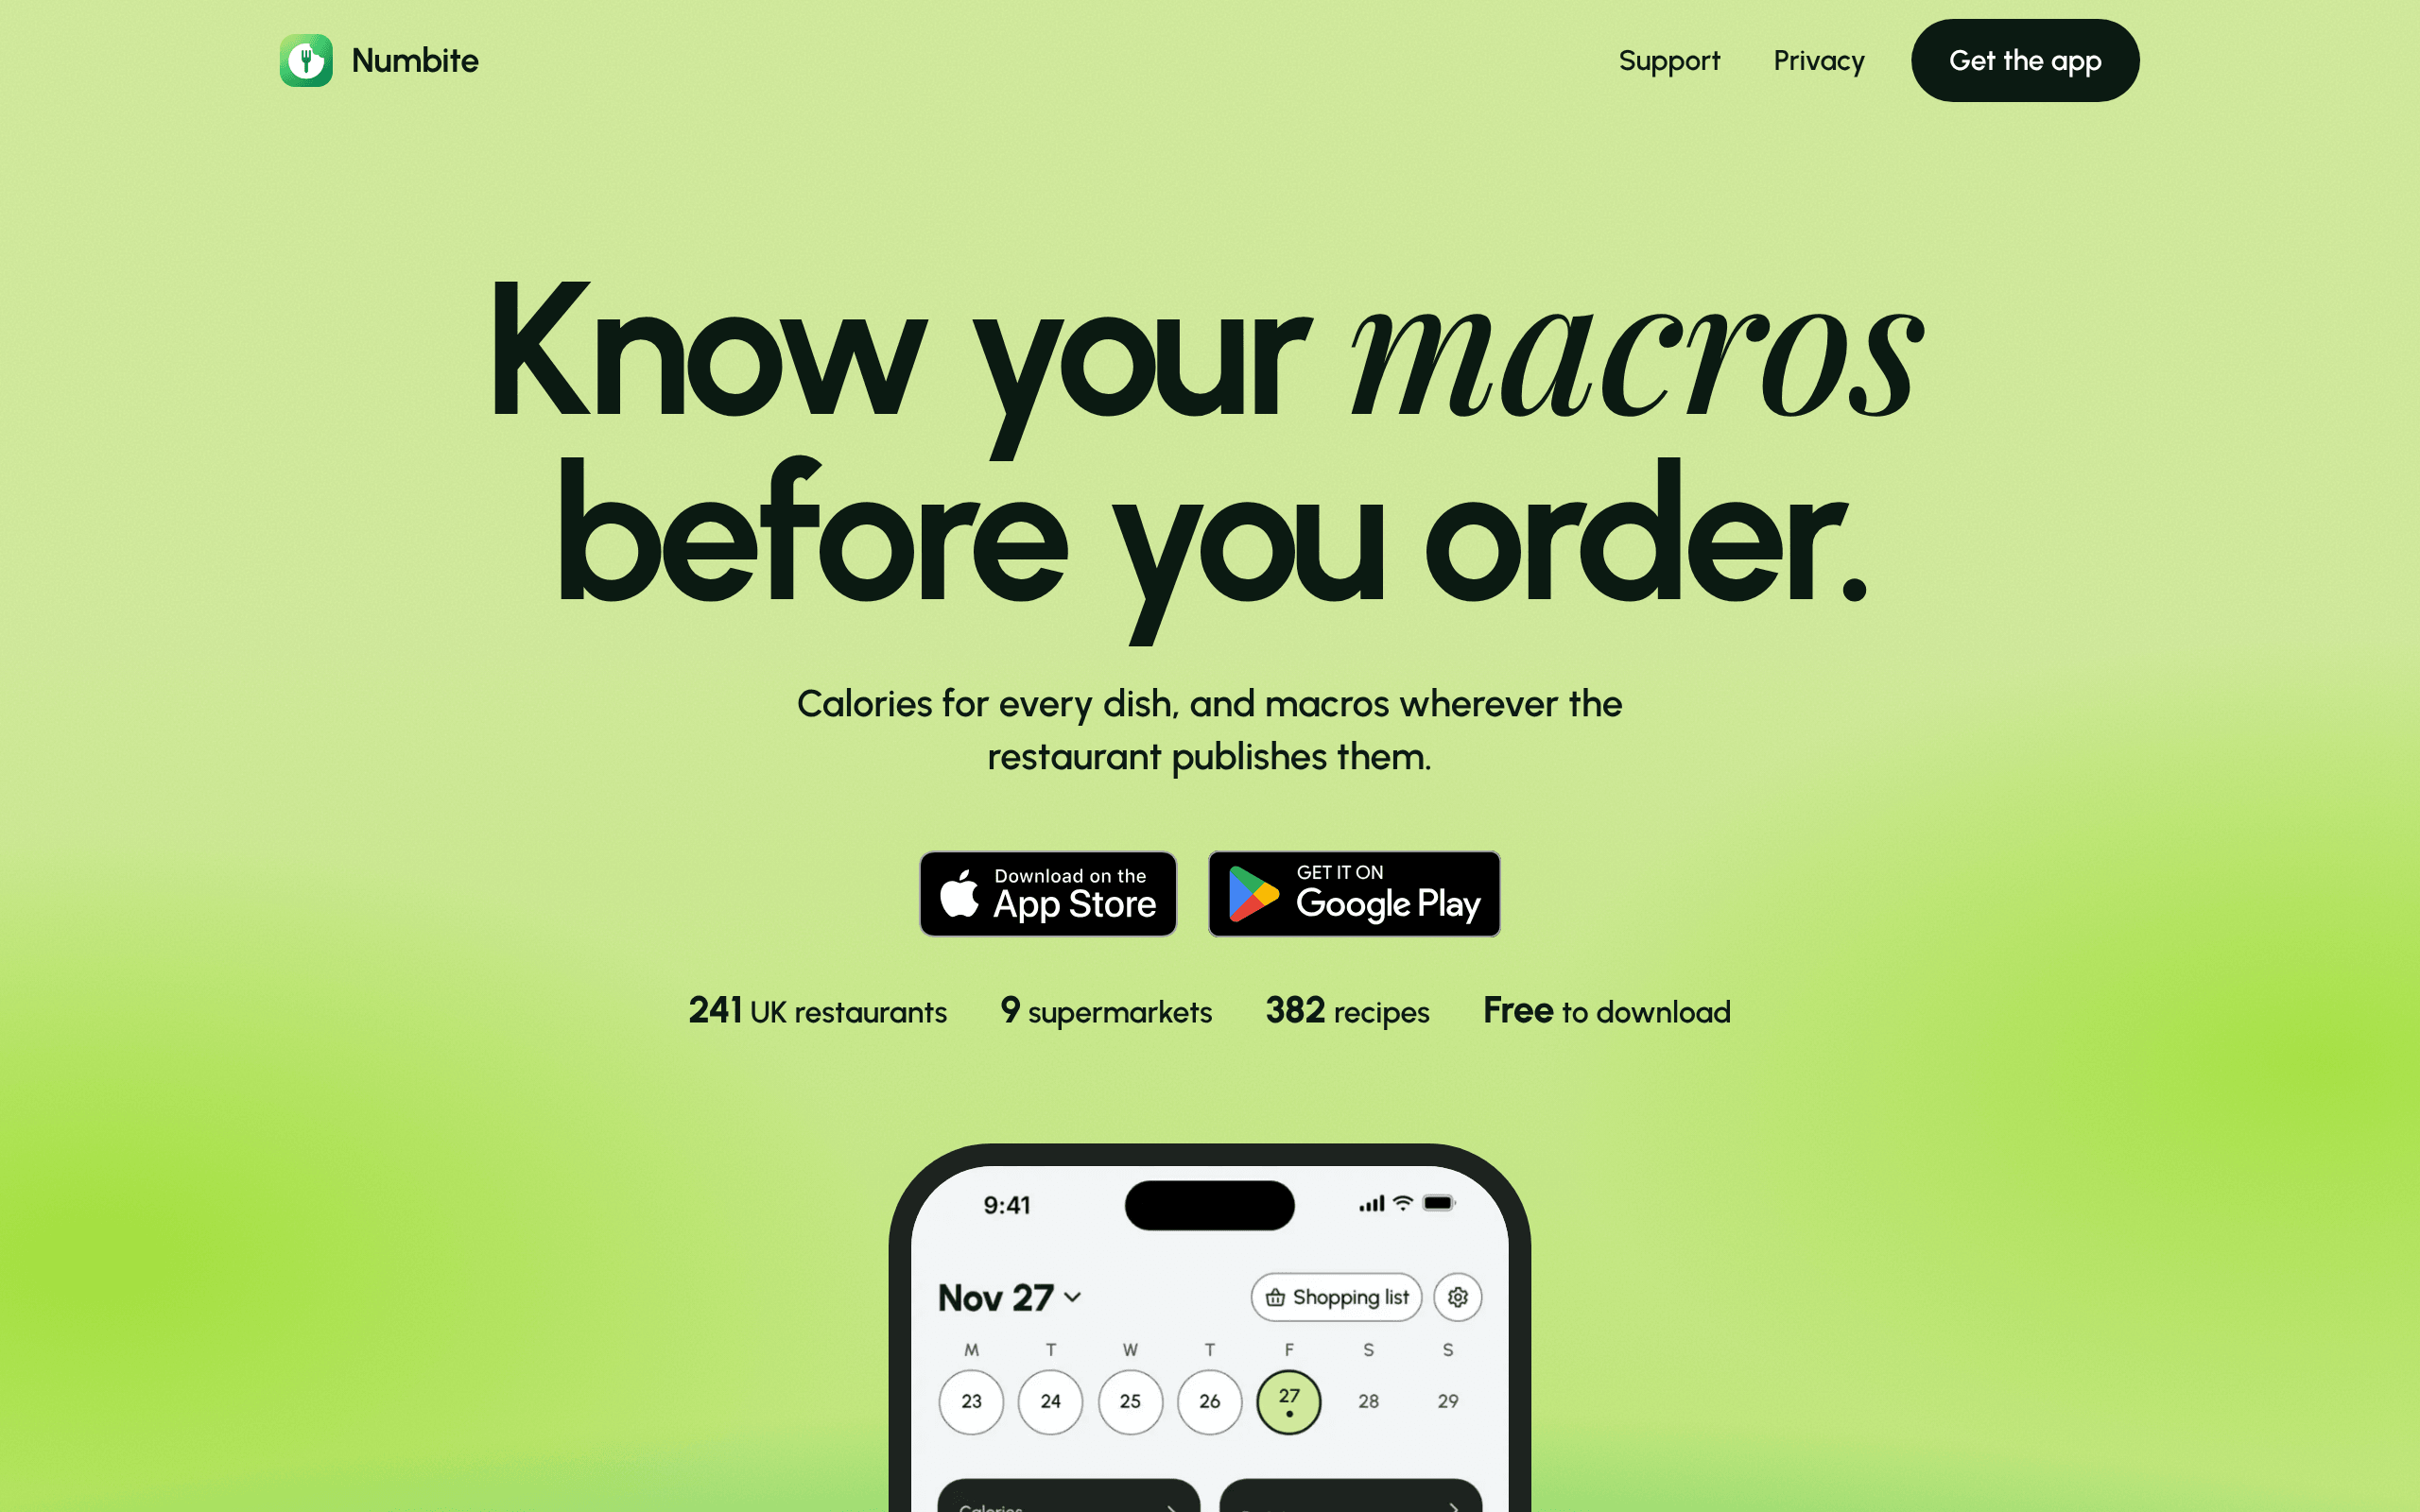 Numbite
Support
Privacy
Get the app
Know your macros
before you order.
Calories for every dish, and macros wherever the
restaurant publishes them.
Download on the
App Store
GET IT ON
Google Play
241 UK restaurants
9 supermarkets
382 recipes
Free to download
9:41
Nov 27
Shopping list
M T W T F S S
23 24 25 26 27 28 29
Calories